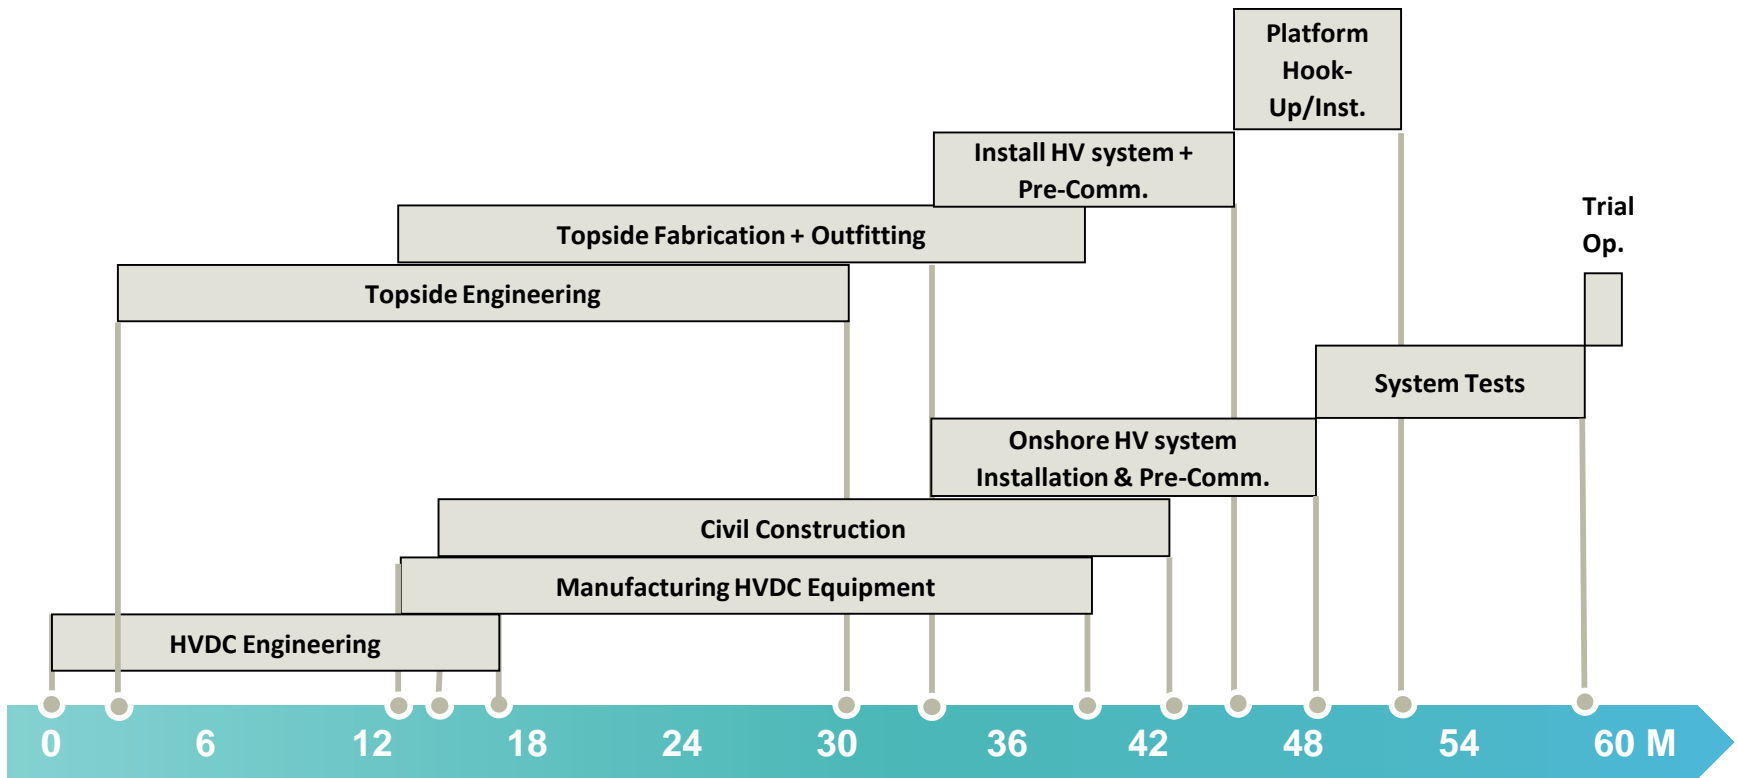 Platform
Hook-
Up/Inst.
Install HV system +
Pre-Comm.
Trial
Op.
Topside Fabrication + Outfitting
Topside Engineering
System Tests
Onshore HV system
Installation & Pre-Comm.
Civil Construction
Manufacturing HVDC Equipment
HVDC Engineering
0 6 12 18 24 30 36 42 48 54 60 M